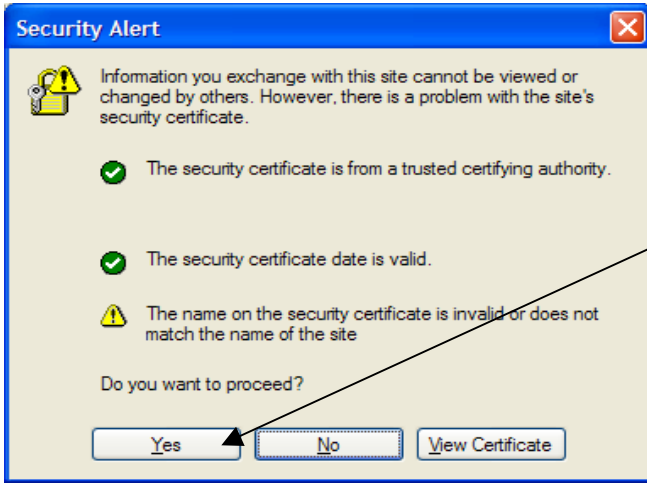 Security Alert
Information you exchange with this site cannot be viewed or
changed by others. However, there is a problem with the site's
security certificate.
The security certificate is from a trusted certifying authority.
The security certificate date is valid.
The name on the security certificate is invalid or does not
match the name of the site
Do you want to proceed?
Yes No View Certificate